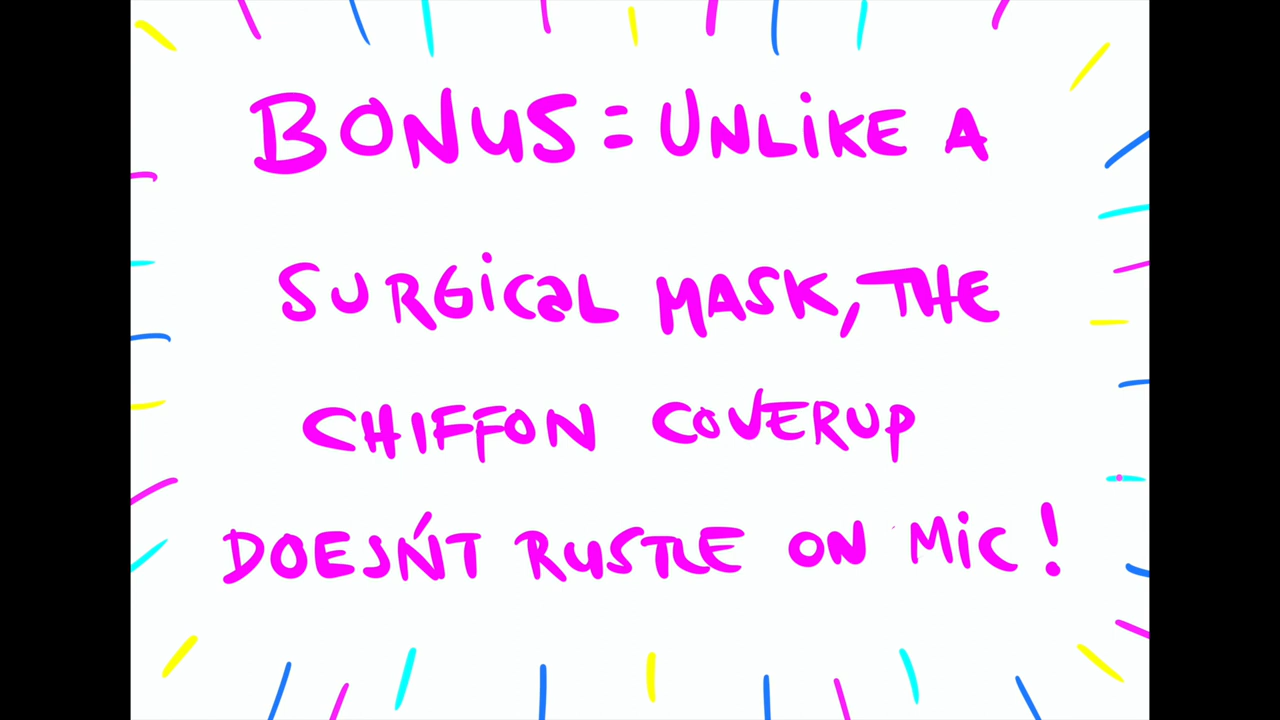 BONUS: UNLIKE A
SURGICAL MASK, THE
CHIFFON COVERUP
DOESN'T RUSTLE ON MIC!